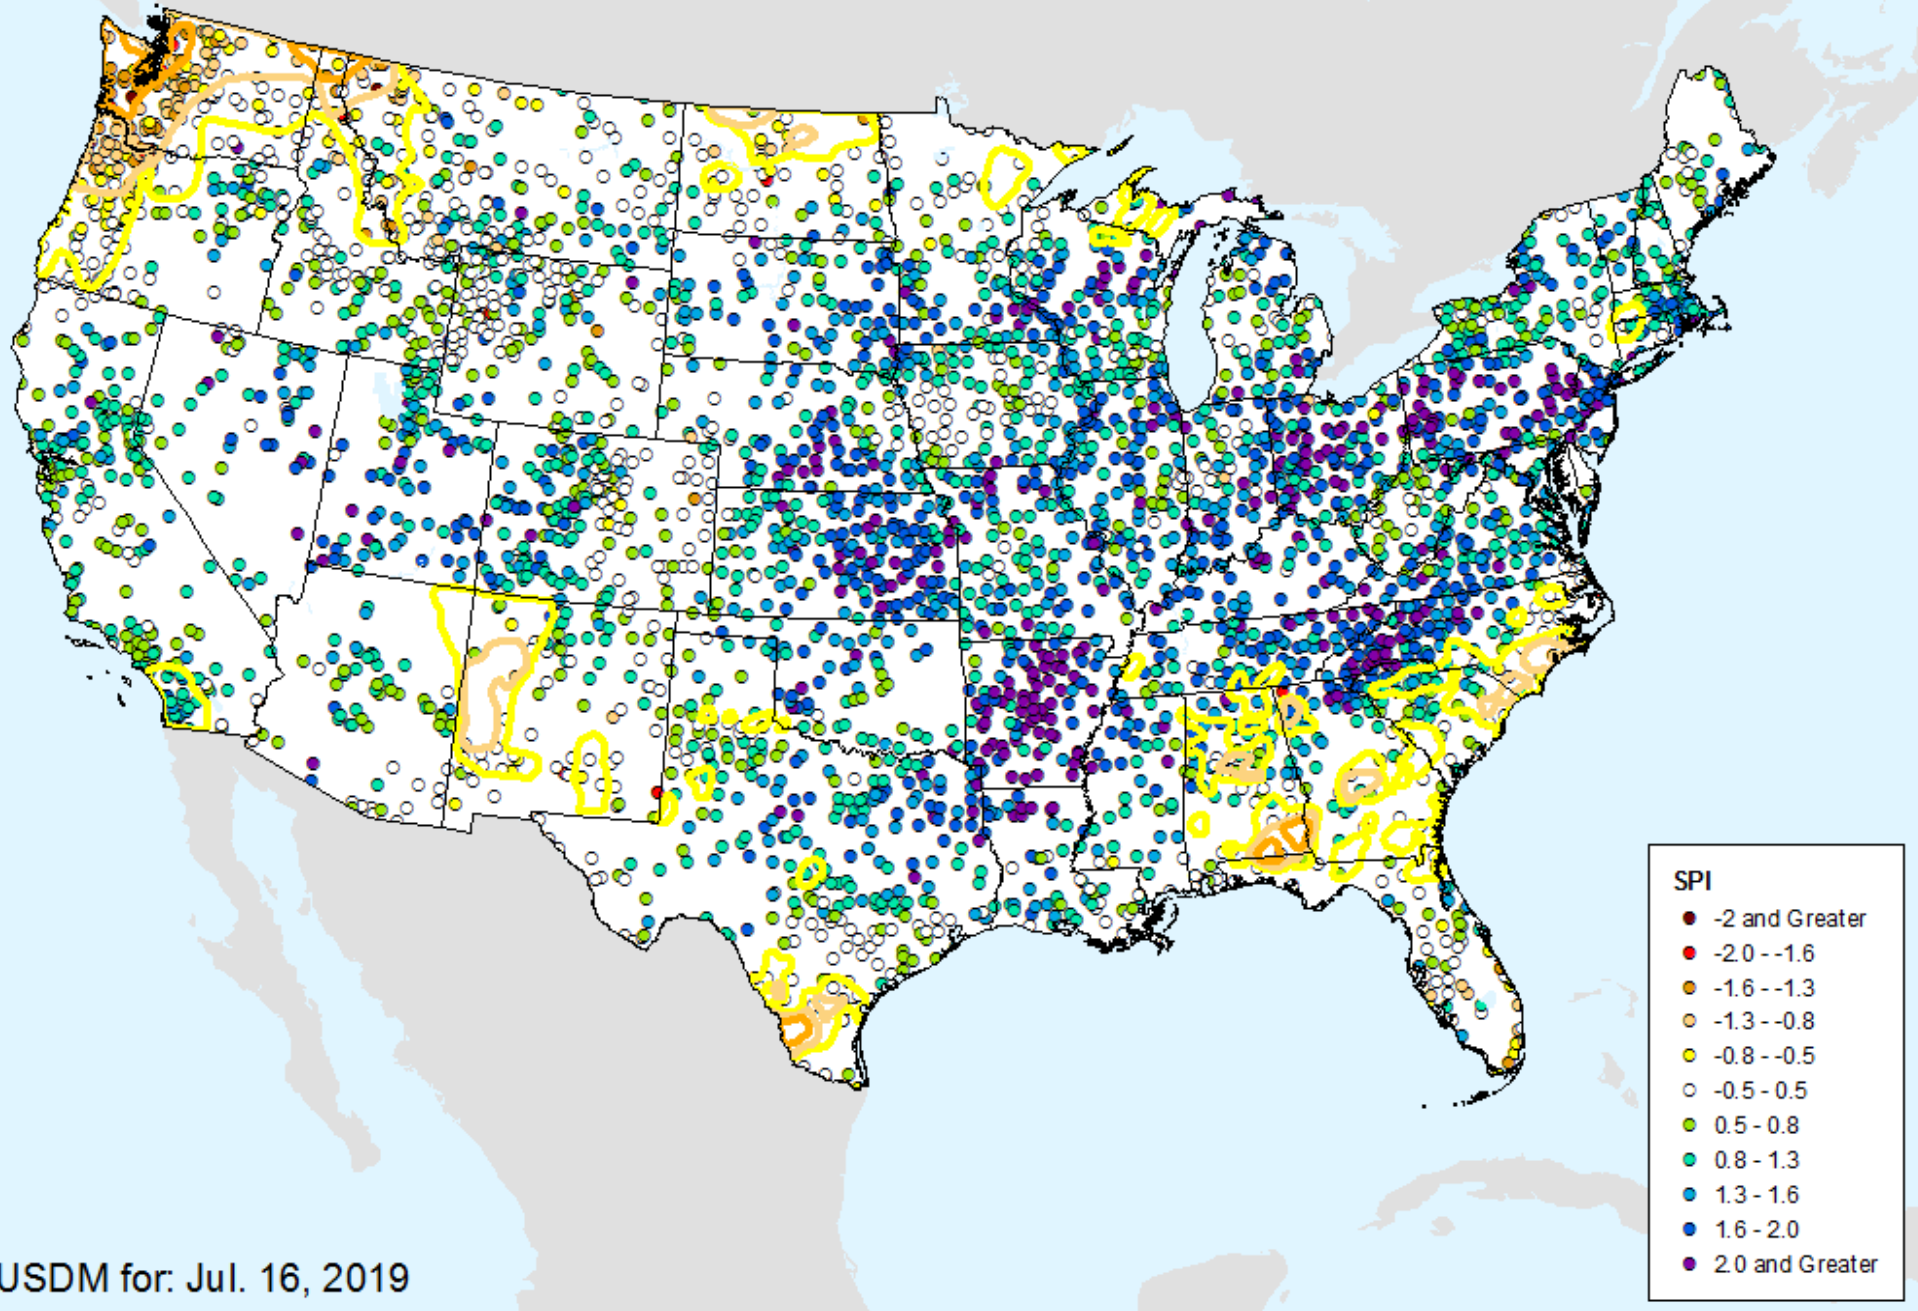 SPI
-2 and Greater
-2.0 - -1.6
-1.6 - -1.3
-1.3 - -0.8
-0.8 - -0.5
-0.5 - 0.5
0.5 - 0.8
0.8 - 1.3
1.3 - 1.6
1.6 - 2.0
2.0 and Greater
USDM for: Jul. 16, 2019